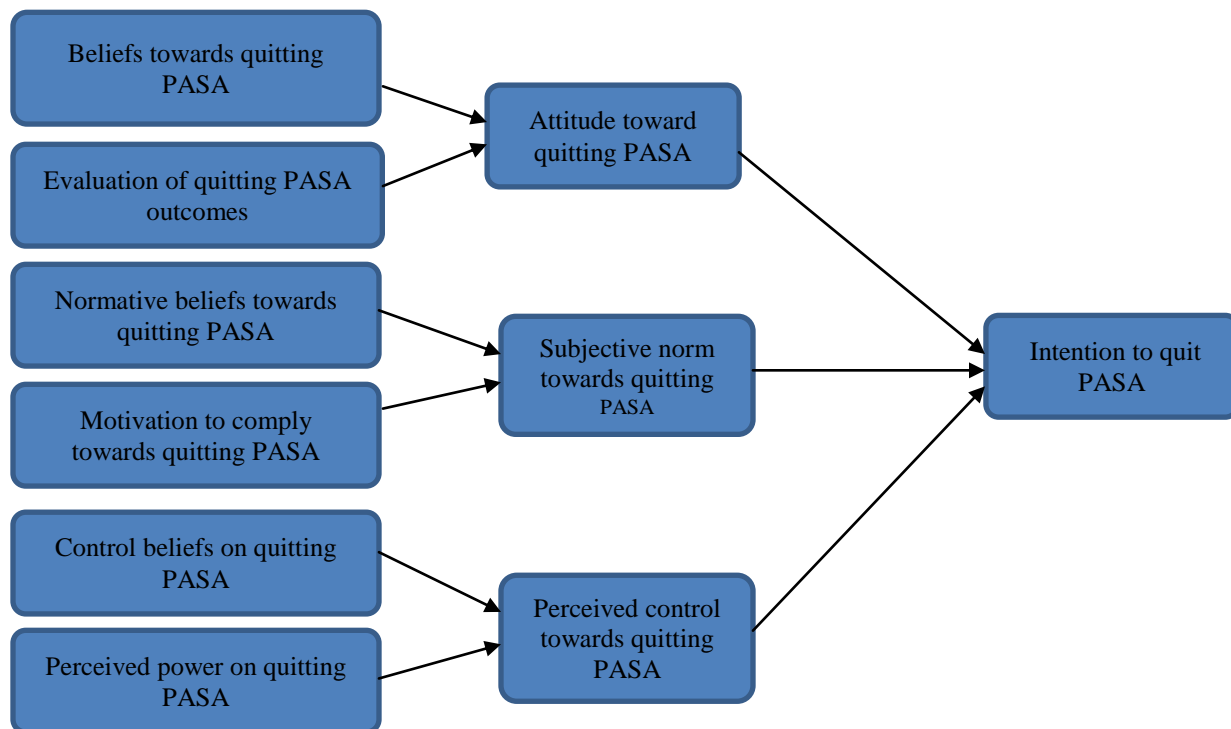 Beliefs towards quitting
PASA
Evaluation of quitting PASA
outcomes
Normative beliefs towards
quitting PASA
Motivation to comply
towards quitting PASA
Control beliefs on quitting
PASA
Perceived power on quitting
PASA
Attitude toward
quitting PASA
Subjective norm
towards quitting
PASA
Perceived control
towards quitting
PASA
Intention to quit
PASA